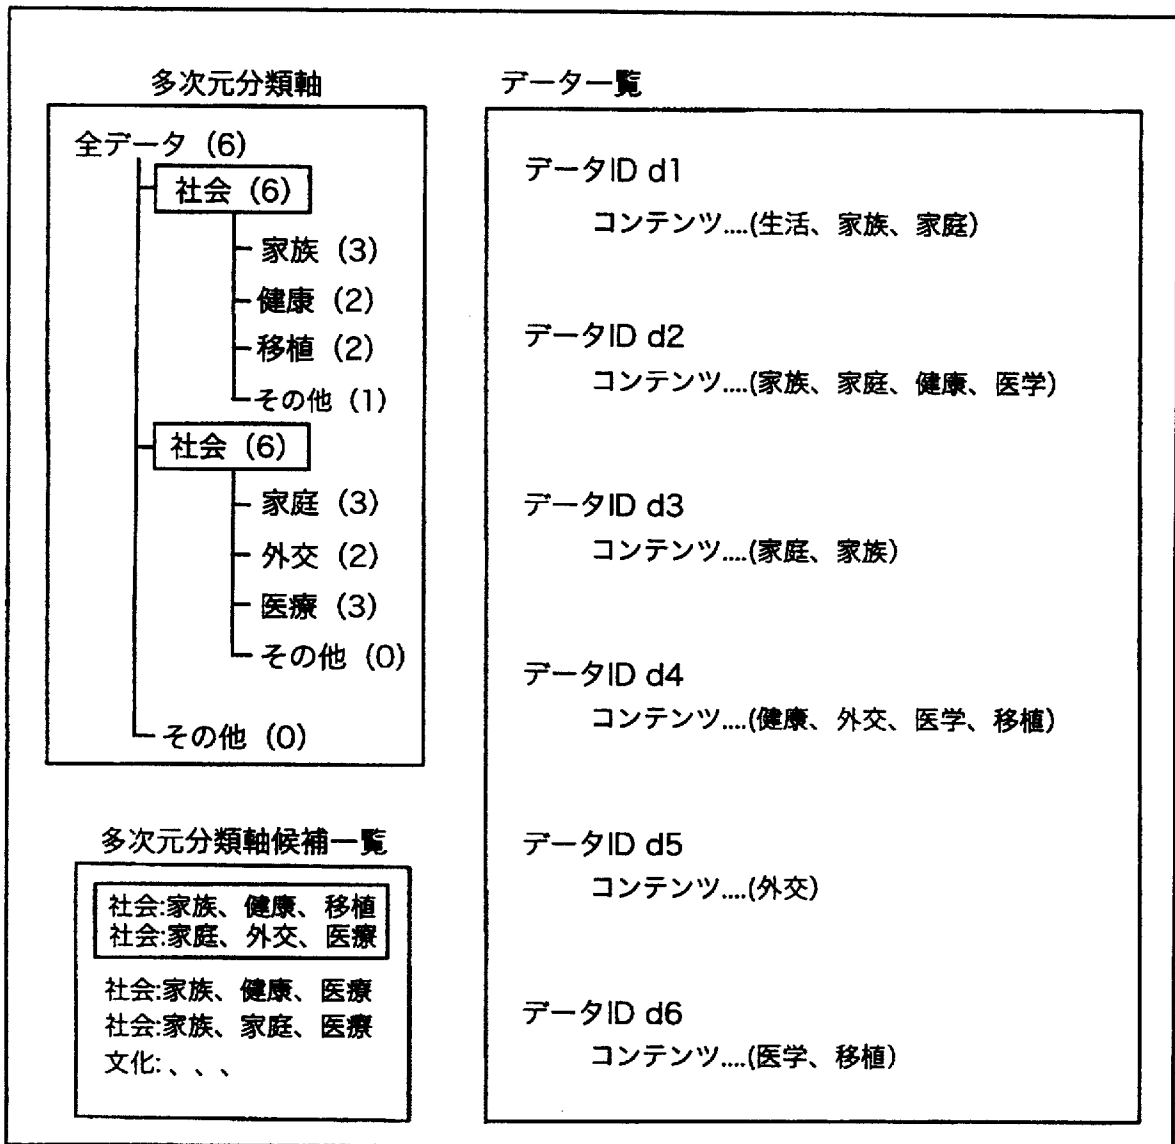 多次元分類軸
全データ (6)
社会 (6)
家族 (3)
健康 (2)
移植 (2)
その他 (1)
社会 (6)
家庭 (3)
外交 (2)
医療 (3)
その他 (0)
その他 (0)
多次元分類軸候補一覧
社会:家族、健康、移植
社会:家庭、外交、医療
社会:家族、健康、医療
社会:家族、家庭、医療
文化:、、、
データ一覧
データID d1
コンテンツ....(生活、家族、家庭)
データID d2
コンテンツ....(家族、家庭、健康、医学)
データID d3
コンテンツ....(家庭、家族)
データID d4
コンテンツ....(健康、外交、医学、移植)
データID d5
コンテンツ....(外交)
データID d6
コンテンツ....(医学、移植)